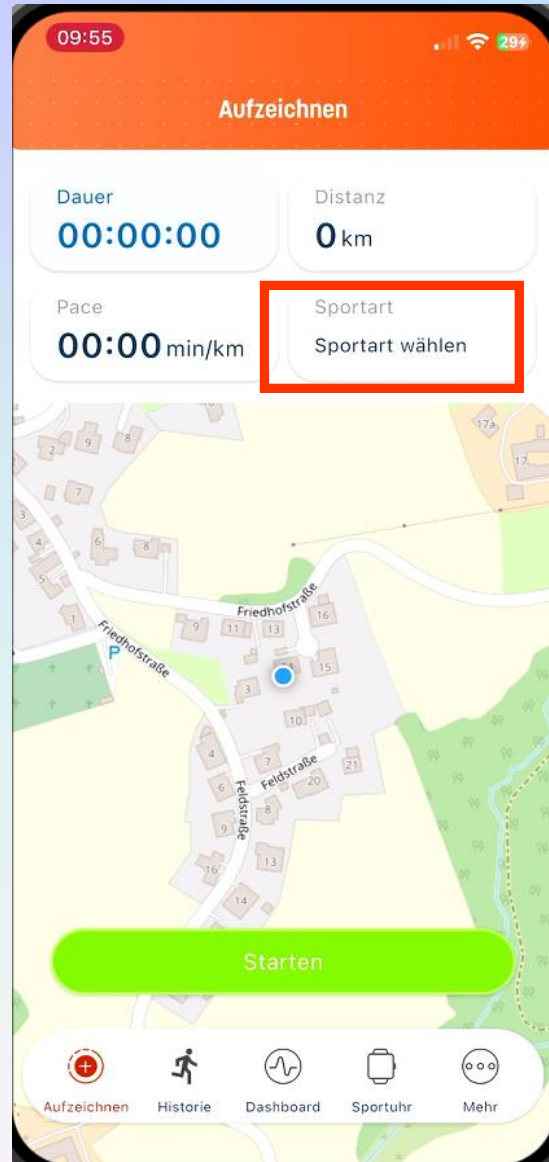 09:55
29
Aufzeichnen
Dauer
Distanz
00:00:00
0 km
Pace
Sportart
00:00 min/km
Sportart wählen
17a
17
2
9
8
7
3
4
6
8
5
1
Friedhofstraße
16
9
11
13
Friedhofstraße
P
14
15
3
10
4
7
21
Feldstraße
6
20
Feldstraße
8
9
13
16
14
Starten
Aufzeichnen
Historie
Dashboard
Sportuhr
Mehr